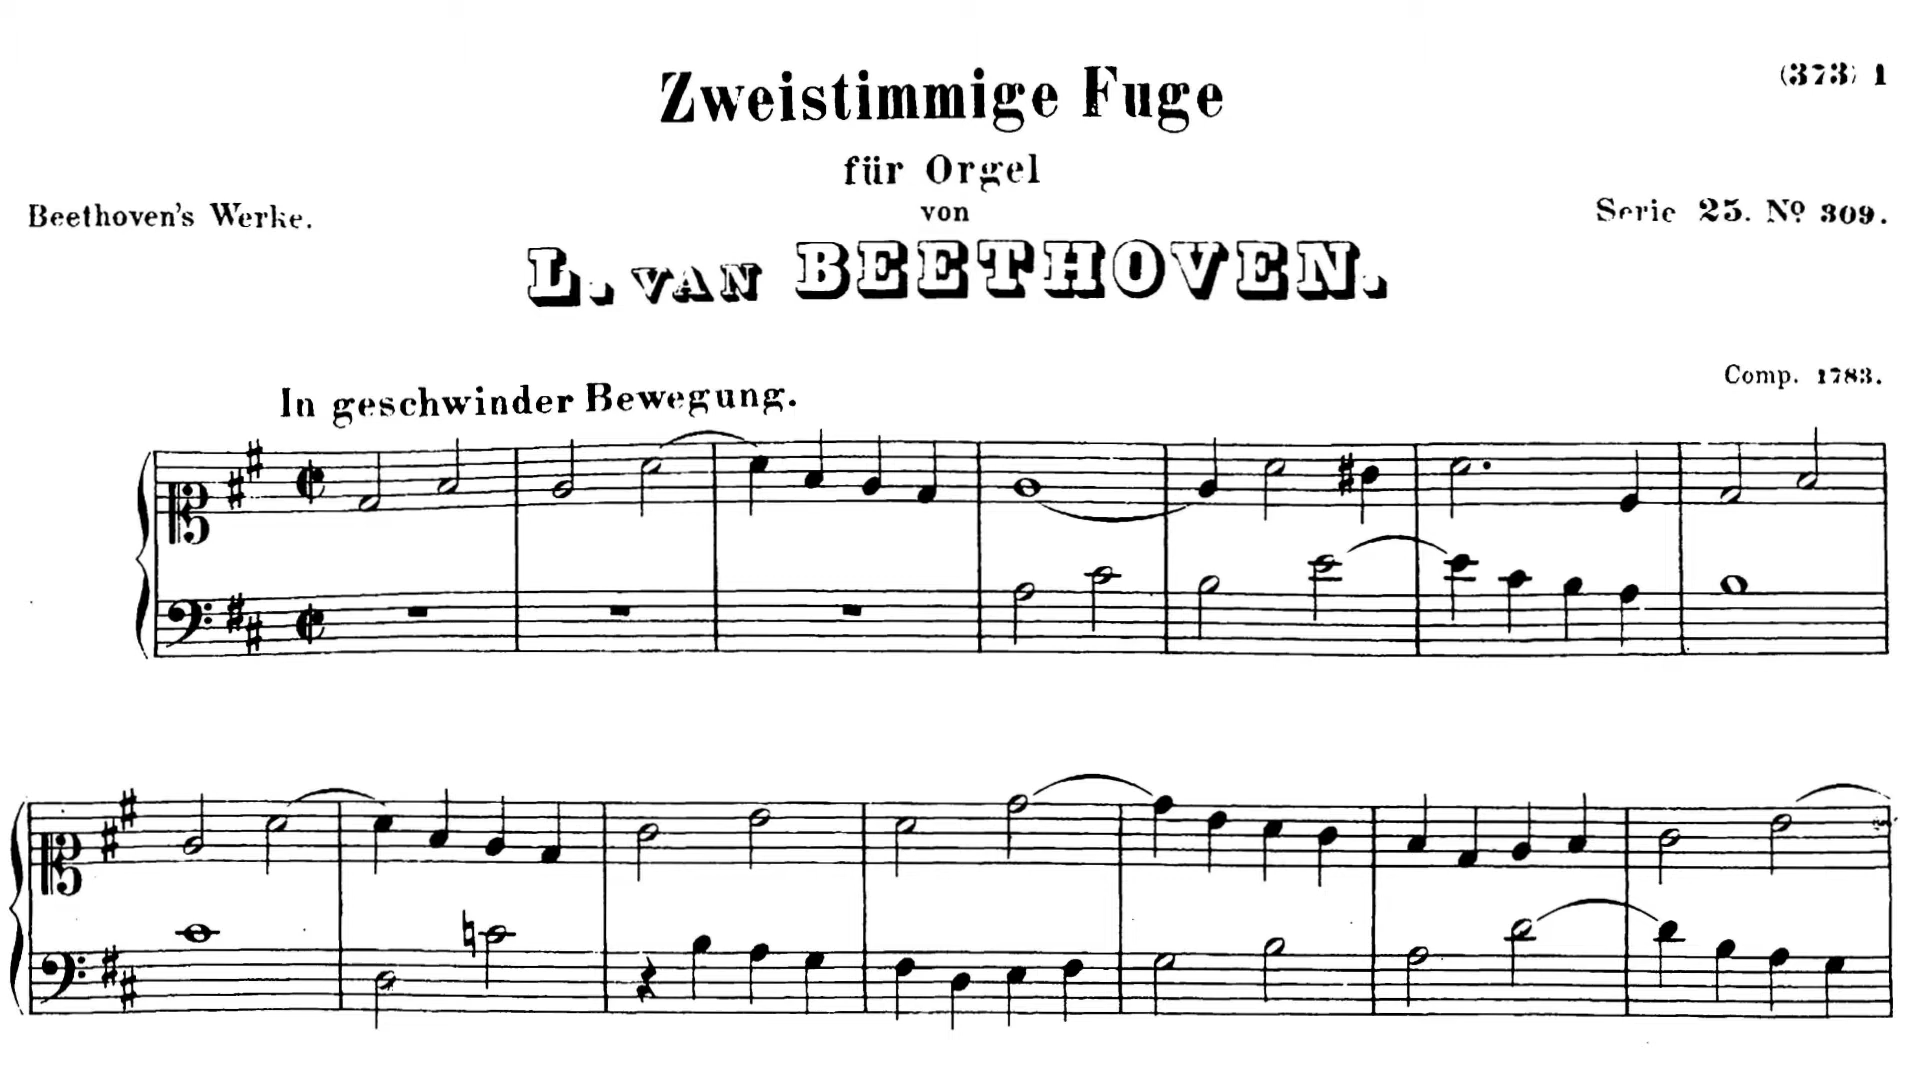 (373) 1
Zweistimmige Fuge
für Orgel
von
Beethoven's Werke.
Serie 25. Nº 309.
L. VAN BEETHOVEN.
Comp. 1783.
In geschwinder Bewegung.